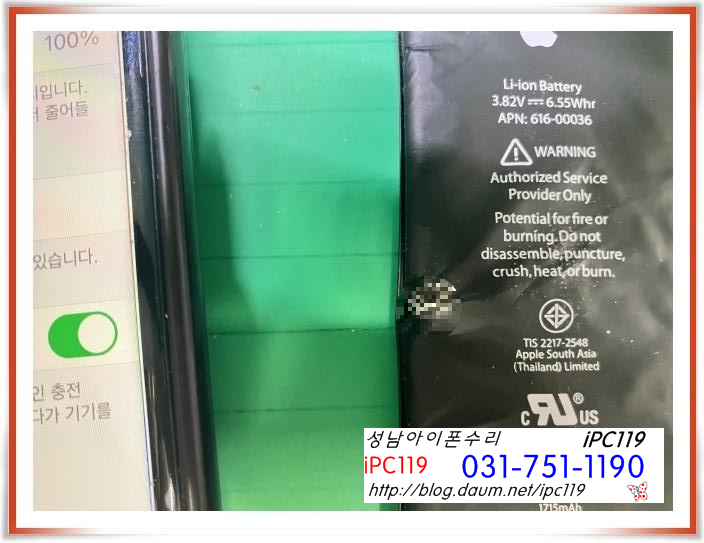 100%
입니다.
줄어들
있습니다.
인 충전
다가 기기를
Li-ion Battery
3.82V 6.55Whr
APN: 616-00036
WARNING
Authorized Service
Provider Only
Potential for fire or
burning. Do not
disassemble, puncture,
crush, heat, or burn.
TIS 2217-2548
Apple South Asia
(Thailand) Limited
c RU ® US
성남아이폰수리 iPC119
iPC119 031-751-1190
http://blog.daum.net/ipc119
1715mAh